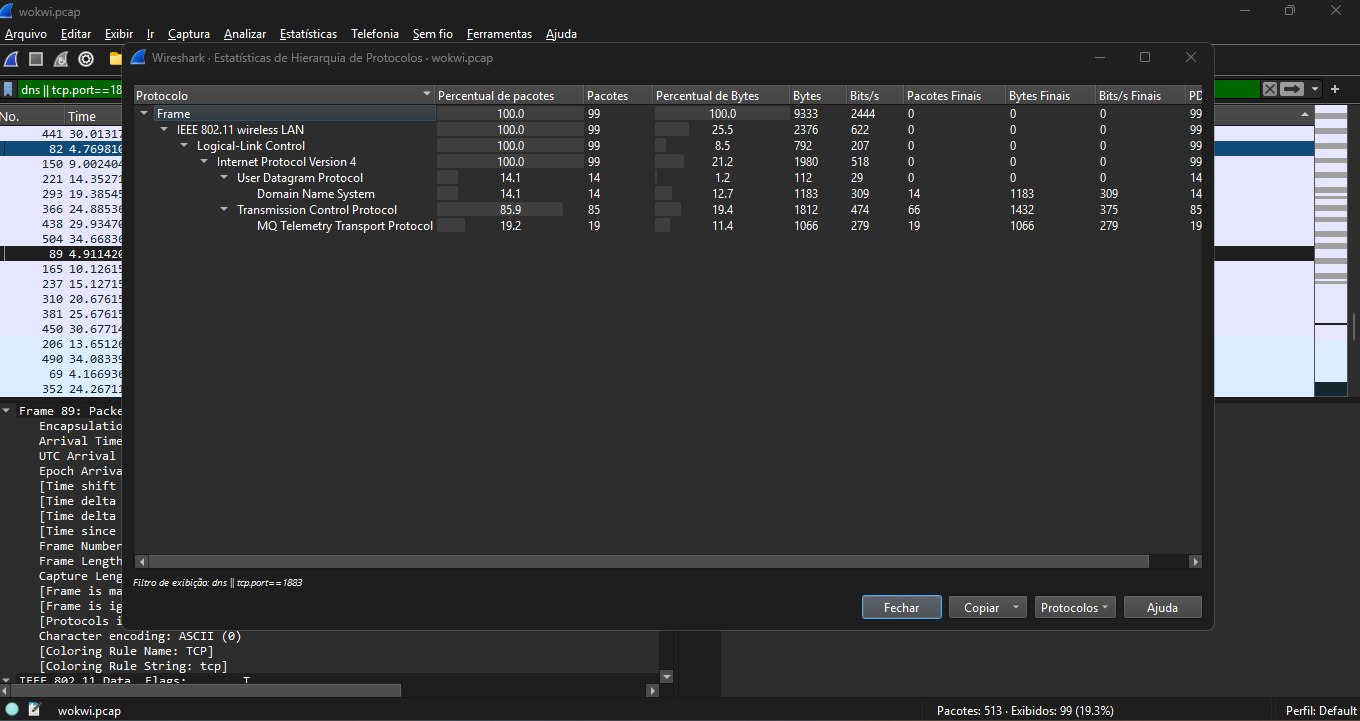 wokwi.pcap
Arquivo Editar Exibir Ir Captura Analizar Estatísticas Telefonia Sem fio Ferramentas Ajuda
Wireshark · Estatísticas de Hierarquia de Protocolos · wokwi.pcap
dns || tcp.port==18
Protocolo Percentual de pacotes Pacotes Percentual de Bytes Bytes Bits/s Pacotes Finais Bytes Finais Bits/s Finais PD
Frame 100.0 99 100.0 9333 2444 0 0 0 99
IEEE 802.11 wireless LAN 100.0 99 25.5 2376 622 0 0 0 99
Logical-Link Control 100.0 99 8.5 792 207 0 0 0 99
Internet Protocol Version 4 100.0 99 21.2 1980 518 0 0 0 99
User Datagram Protocol 14.1 14 1.2 112 29 0 0 0 14
Domain Name System 14.1 14 12.7 1183 309 14 1183 309 14
Transmission Control Protocol 85.9 85 19.4 1812 474 66 1432 375 85
MQ Telemetry Transport Protocol 19.2 19 11.4 1066 279 19 1066 279 19
No. Time
441 30.01317
82 4.769810
150 9.002404
221 14.35271
293 19.38545
366 24.88536
438 29.93470
504 34.66836
89 4.911420
165 10.12615
237 15.12715
310 20.67615
381 25.67615
450 30.67714
206 13.65126
490 34.08339
69 4.166936
352 24.26711
Filtro de exibição: dns || tcp.port==1883
Fechar Copiar Protocolos Ajuda
Frame 89: Packe
Encapsulatio
Arrival Time
UTC Arrival
Epoch Arriva
[Time shift
[Time delta
[Time delta
[Time since
Frame Number
Frame Length
Capture Leng
[Frame is ma
[Frame is ig
[Protocols i
Character encoding: ASCII (0)
[Coloring Rule Name: TCP]
[Coloring Rule String: tcp]
IEEE 802.11 Data, Flags: .......T
wokwi.pcap
Pacotes: 513 · Exibidos: 99 (19.3%)
Perfil: Default